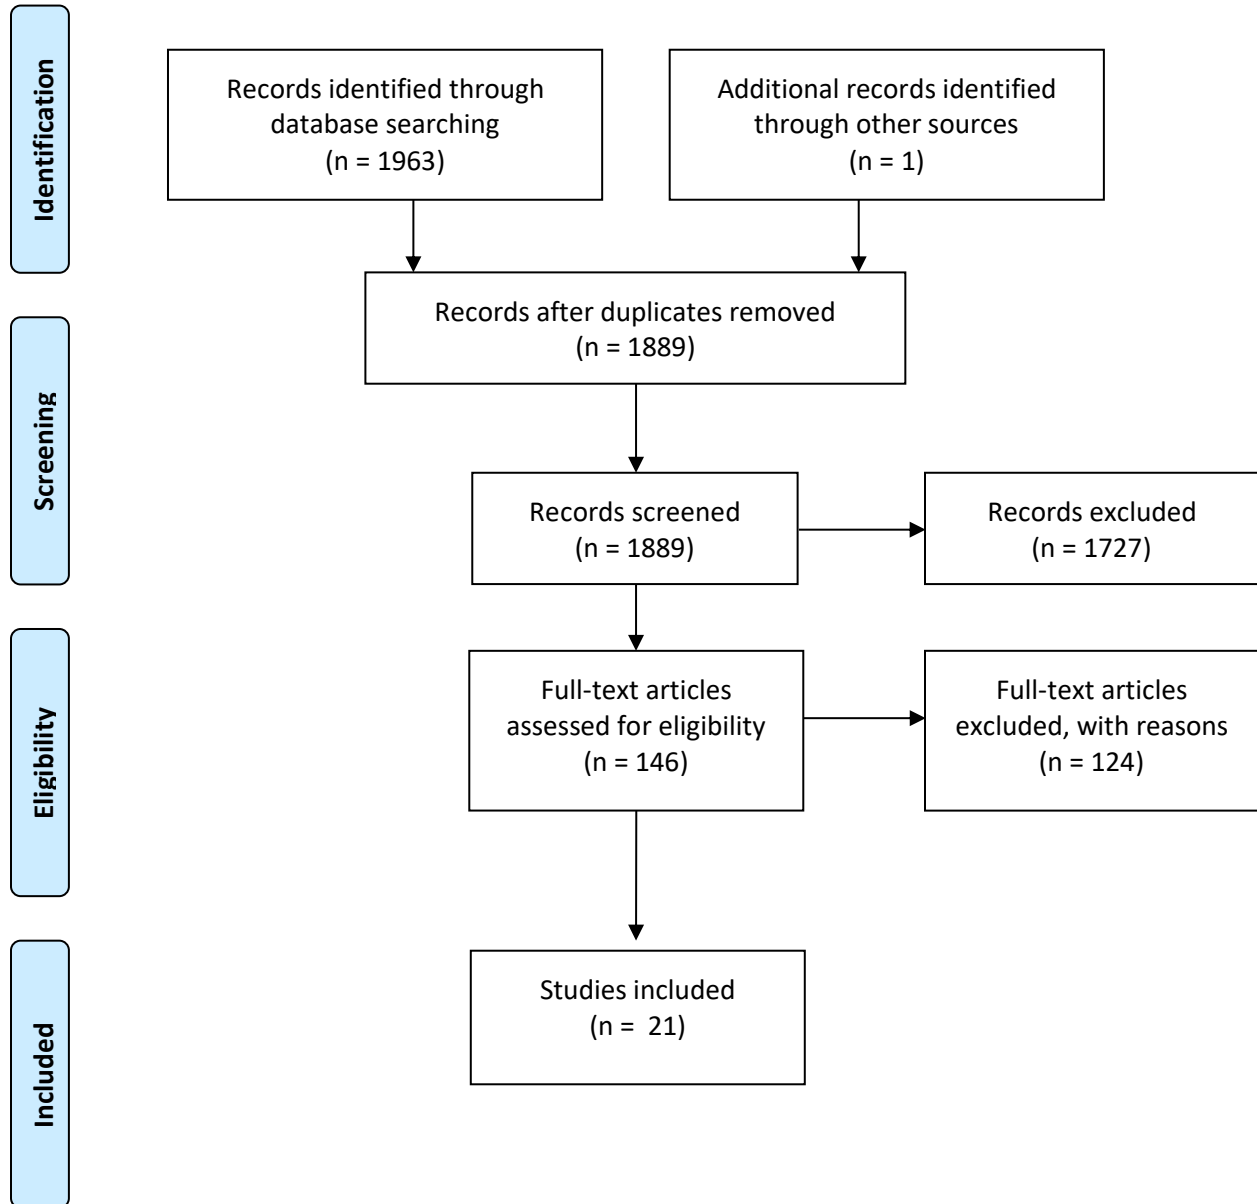 Identification
Records identified through
database searching
(n = 1963)
Additional records identified
through other sources
(n = 1)
Records after duplicates removed
(n = 1889)
Screening
Records screened
(n = 1889)
Records excluded
(n = 1727)
Eligibility
Full-text articles
assessed for eligibility
(n = 146)
Full-text articles
excluded, with reasons
(n = 124)
Included
Studies included
(n =  21)